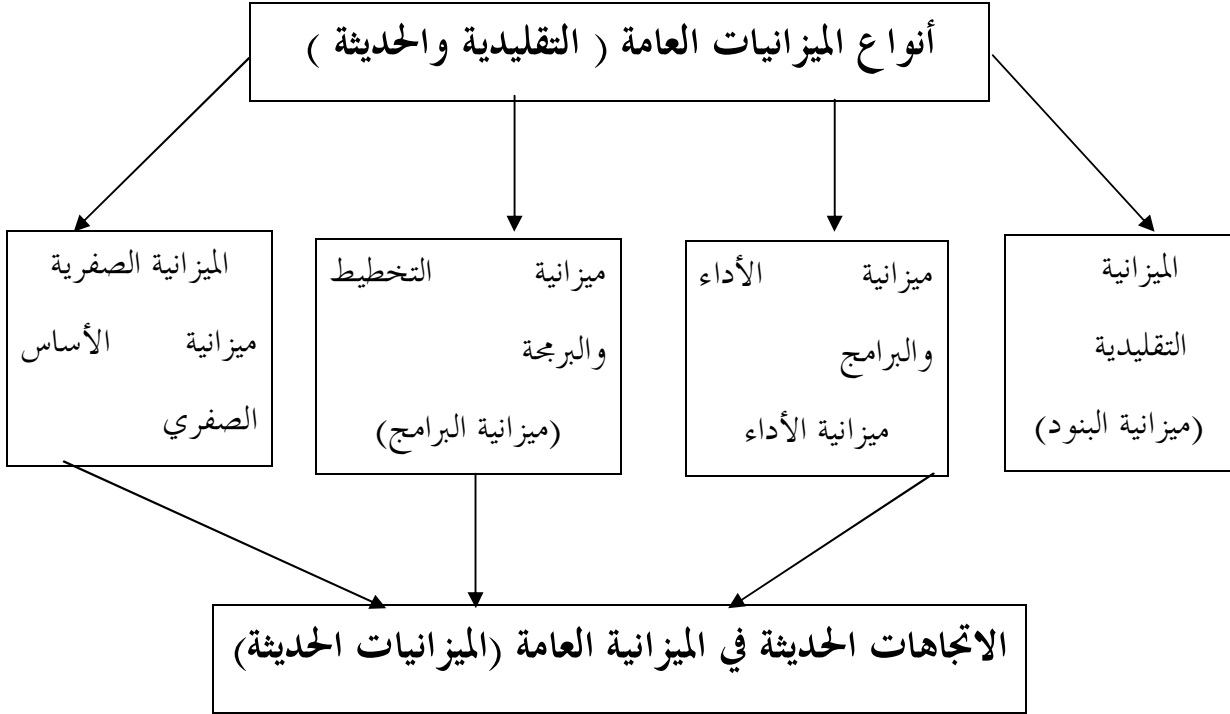 أنواع الميزانيات العامة ( التقليدية والحديثة )
الميزانية
التقليدية
(ميزانية البنود)
ميزانية الأداء
والبرامج
ميزانية الأداء
ميزانية التخطيط
والبرمجة
(ميزانية البرامج)
الميزانية الصفرية
ميزانية الأساس
الصفري
الاتجاهات الحديثة في الميزانية العامة (الميزانيات الحديثة)